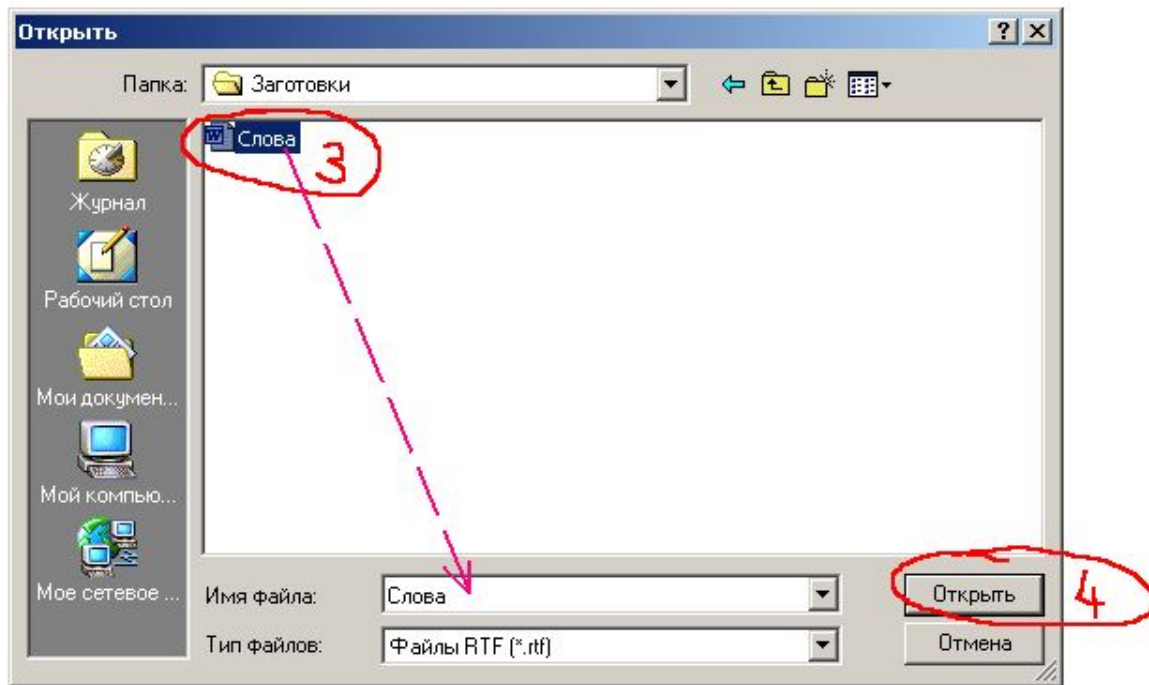 Открыть
Папка: Заготовки
Слова
3
Журнал
Рабочий стол
Мои докумен...
Мой компью...
Мое сетевое ...
Имя файла: Слова Открыть 4
Тип файлов: Файлы RTF (*.rtf) Отмена